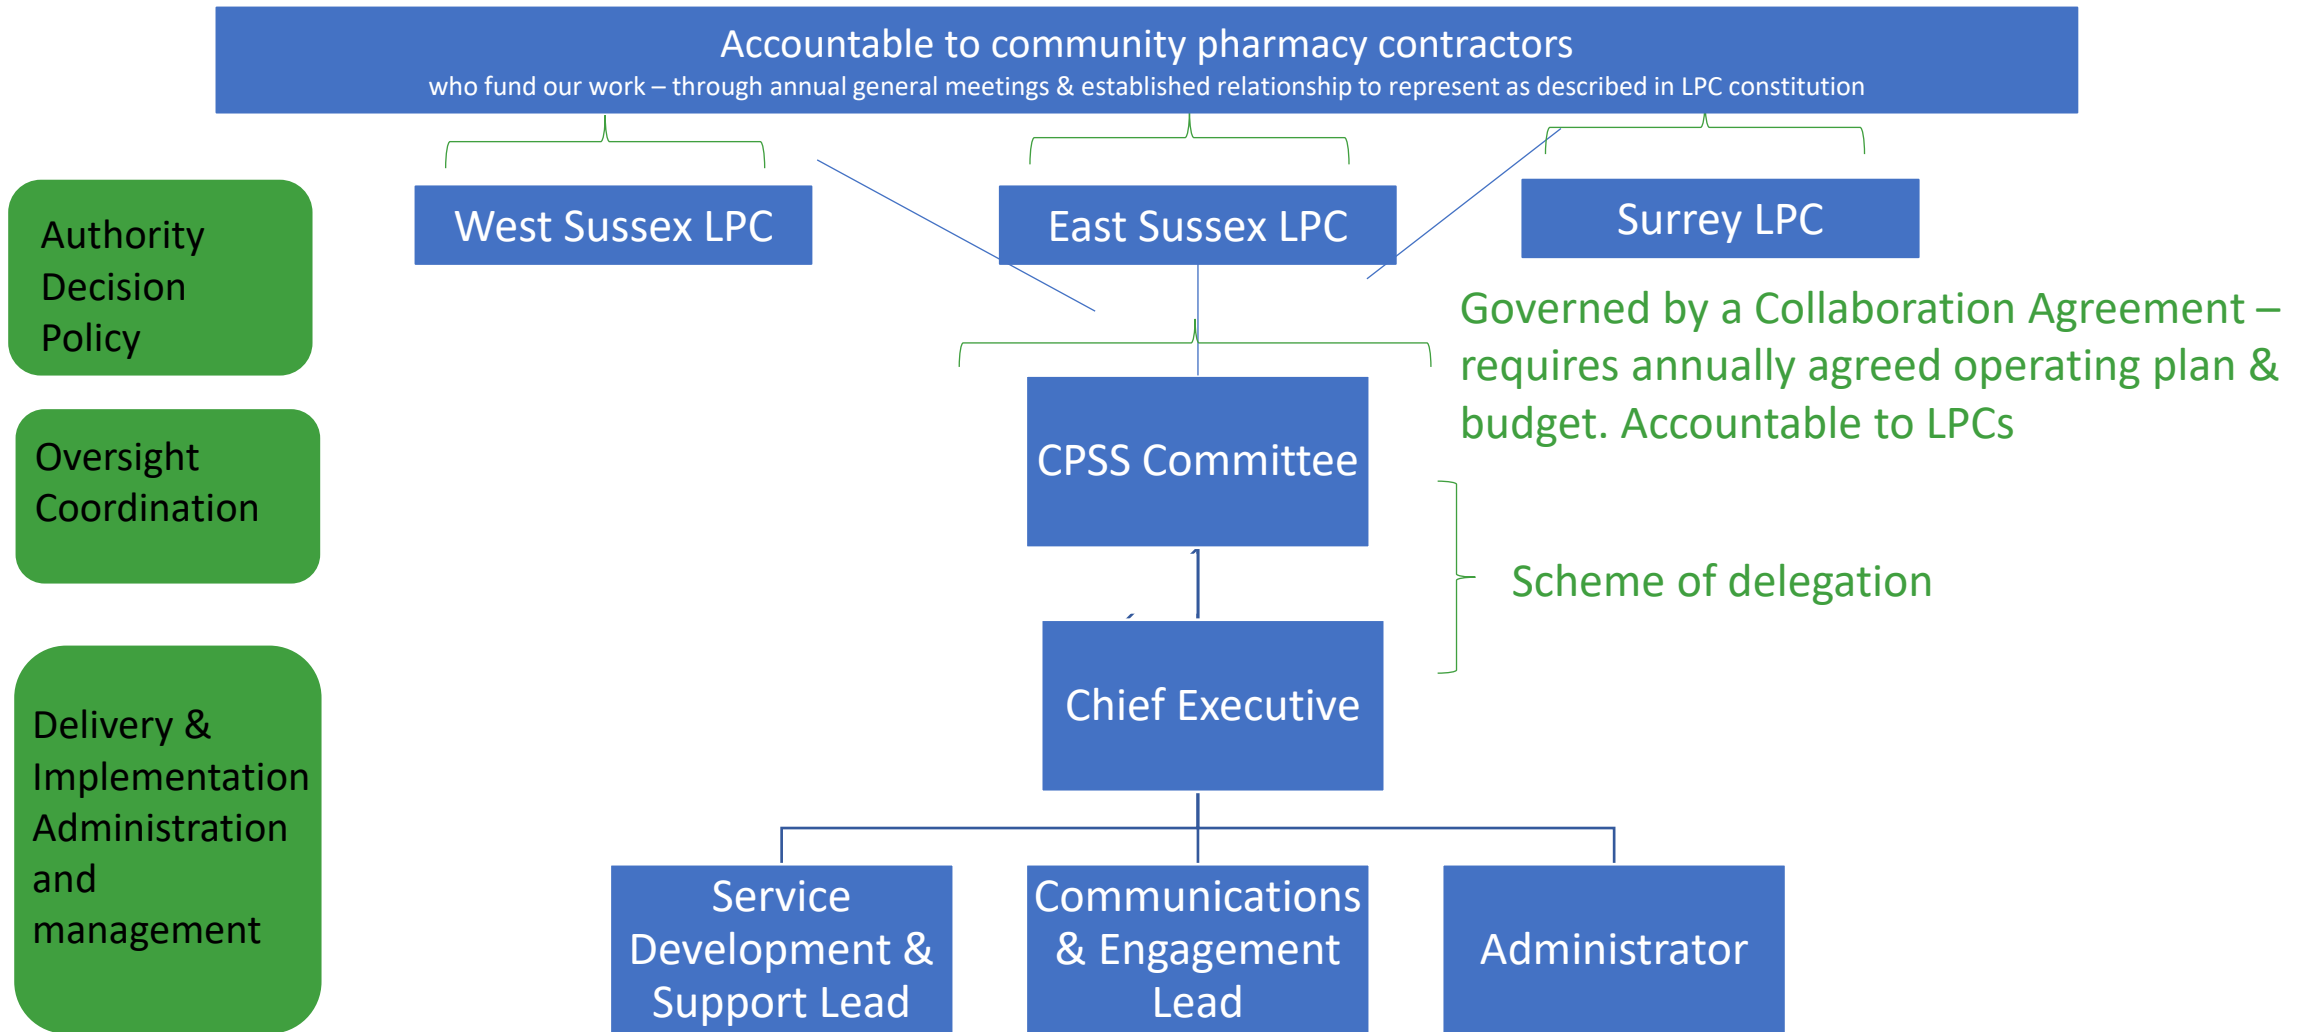 Accountable to community pharmacy contractors
who fund our work – through annual general meetings & established relationship to represent as described in LPC constitution
West Sussex LPC
East Sussex LPC
Surrey LPC
Authority
Decision
Policy
Governed by a Collaboration Agreement –
requires annually agreed operating plan &
budget. Accountable to LPCs
Oversight
Coordination
CPSS Committee
Scheme of delegation
Chief Executive
Delivery &
Implementation
Administration
and
management
Service
Development &
Support Lead
Communications
& Engagement
Lead
Administrator